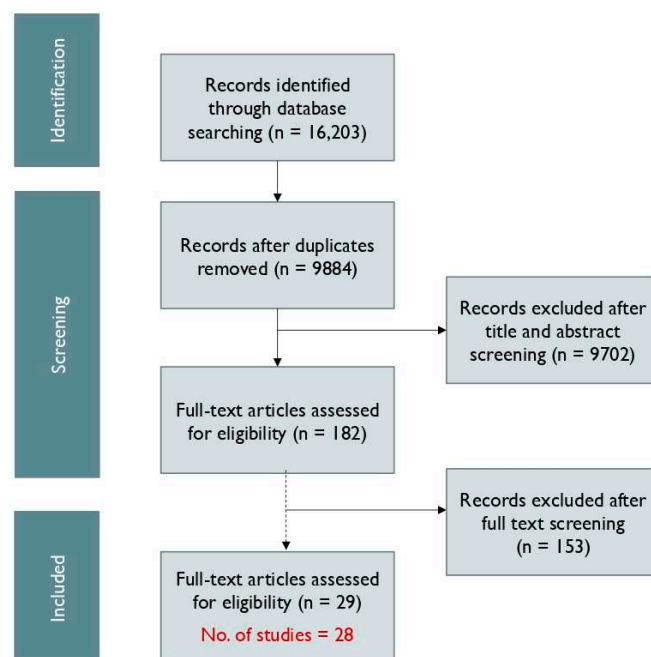 Identification
Records identified
through database
searching (n = 16,203)
Screening
Records after duplicates
removed (n = 9884)
Records excluded after
title and abstract
screening (n = 9702)
Full-text articles assessed
for eligibility (n = 182)
Records excluded after
full text screening
(n = 153)
Included
Full-text articles assessed
for eligibility (n = 29)
No. of studies = 28